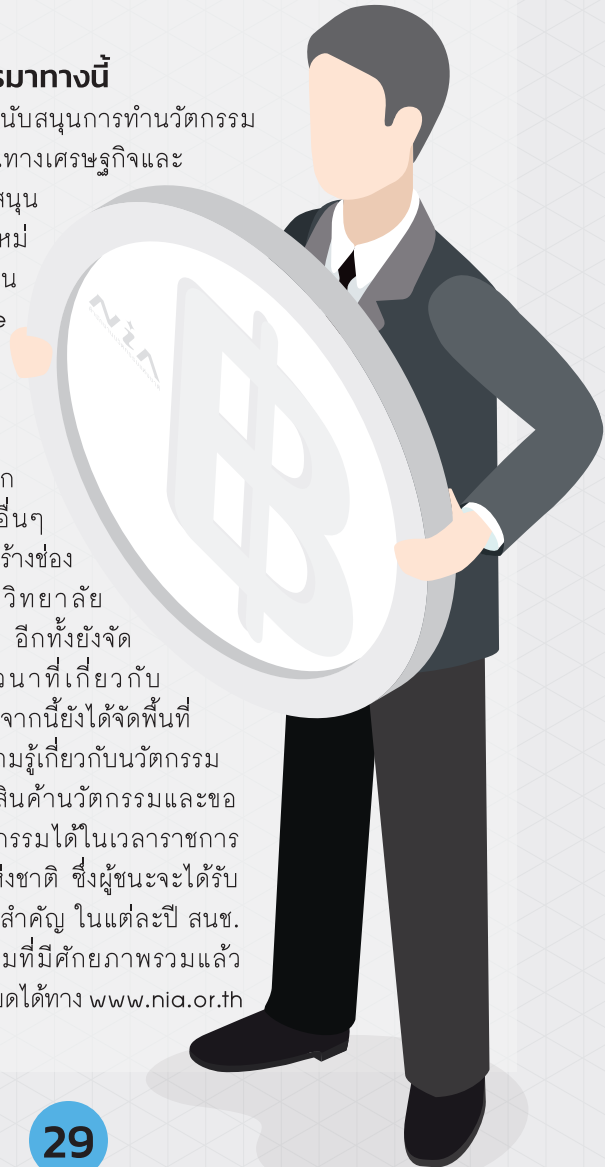 รมาทางนี้
นับสนุนการทำนวัตกรรม
นทางเศรษฐกิจและ
สนุน
หม่
น
e
ก
อื่นๆ
ร้างช่อง
วิทยาลัย
อีกทั้งยังจัด
วนาที่เกี่ยวกับ
จากนี้ยังได้จัดพื้นที่
ามรู้เกี่ยวกับนวัตกรรม
สินค้านวัตกรรมและขอ
กรรมได้ในเวลาราชการ
ห่งชาติ ซึ่งผู้ชนะจะได้รับ
สำคัญ ในแต่ละปี สนช.
มที่มีศักยภาพรวมแล้ว
ยดได้ทาง www.nia.or.th
NiA
฿
29